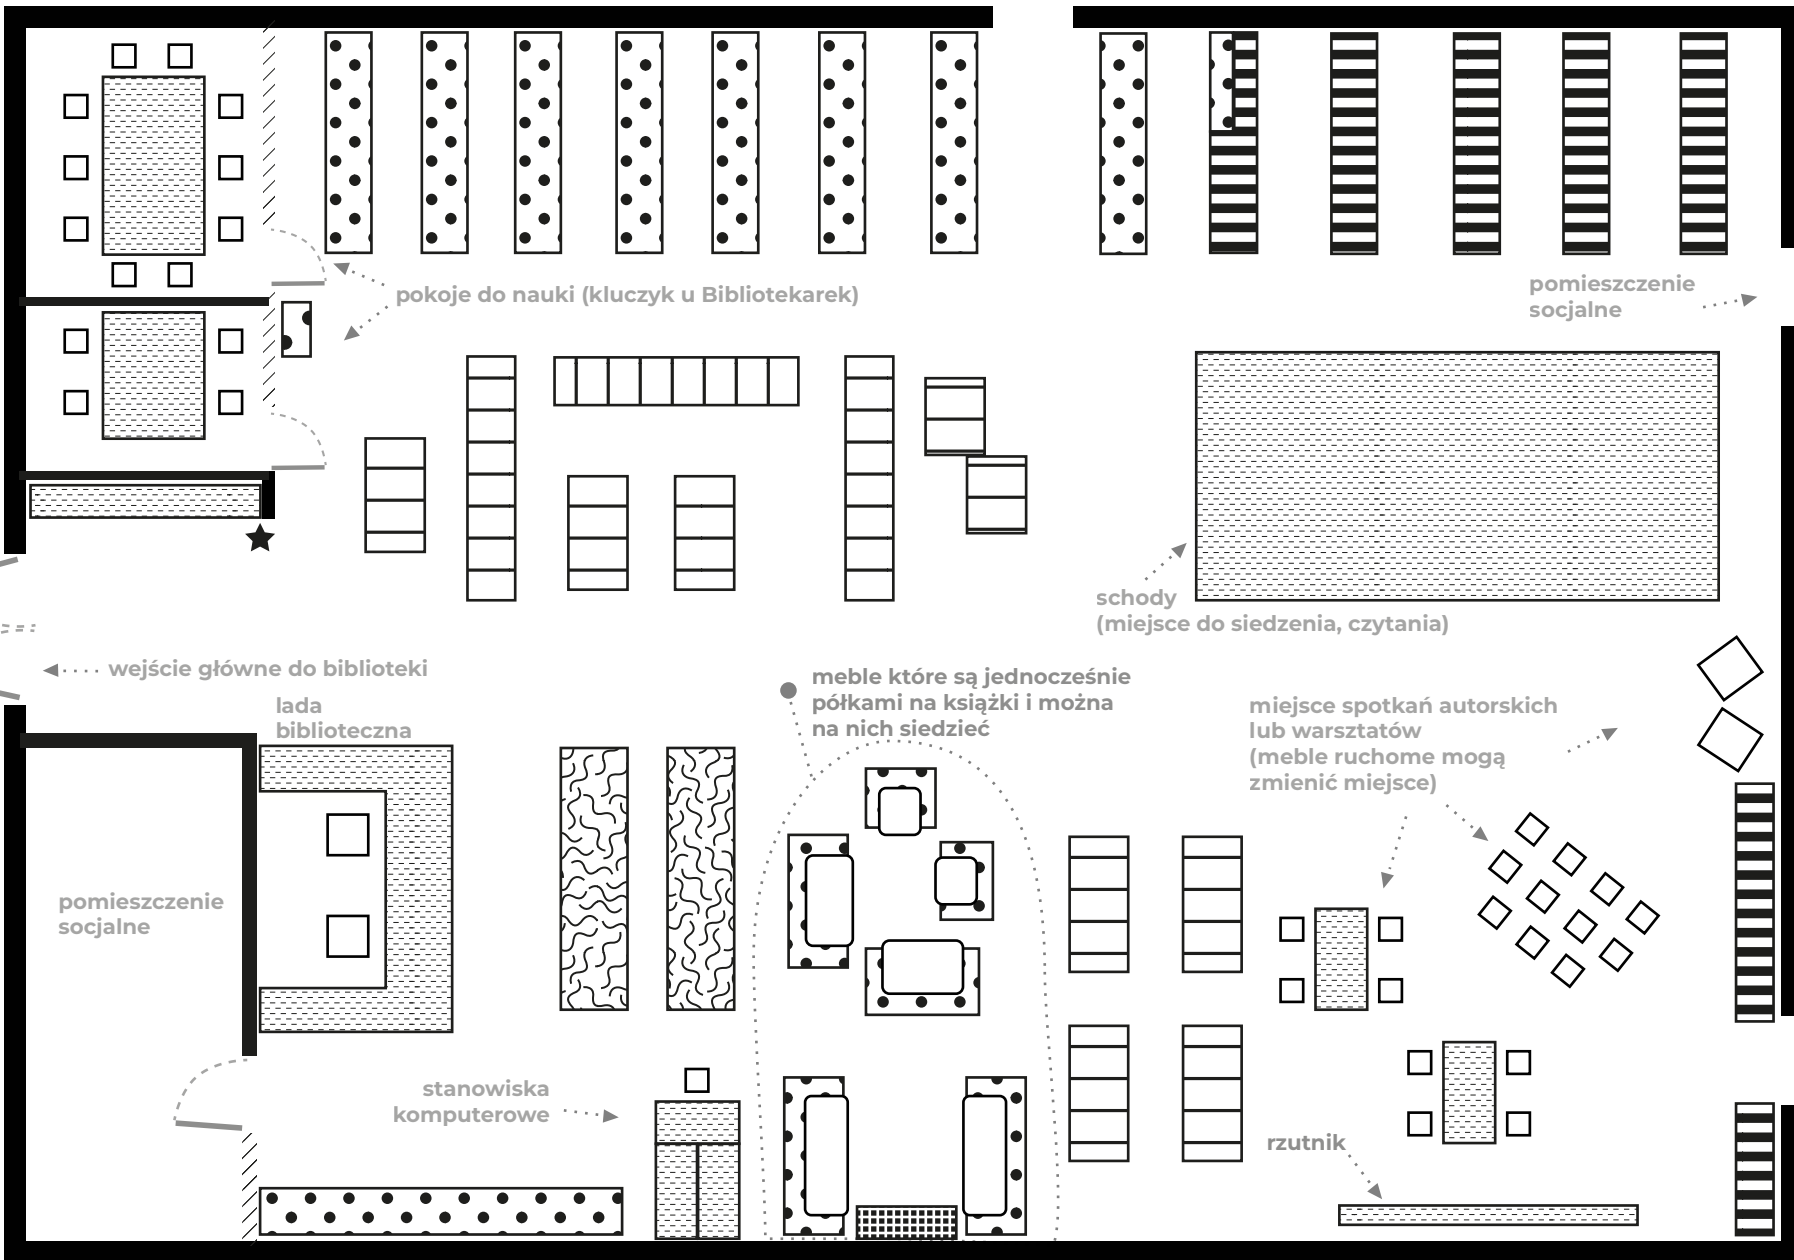 pokoje do nauki (kluczyk u Bibliotekarek)
pomieszczenie
socjalne
schody
(miejsce do siedzenia, czytania)
wejście główne do biblioteki
lada
biblioteczna
meble które są jednocześnie
półkami na książki i można
na nich siedzieć
miejsce spotkań autorskich
lub warsztatów
(meble ruchome mogą
zmienić miejsce)
pomieszczenie
socjalne
stanowiska
komputerowe
rzutnik